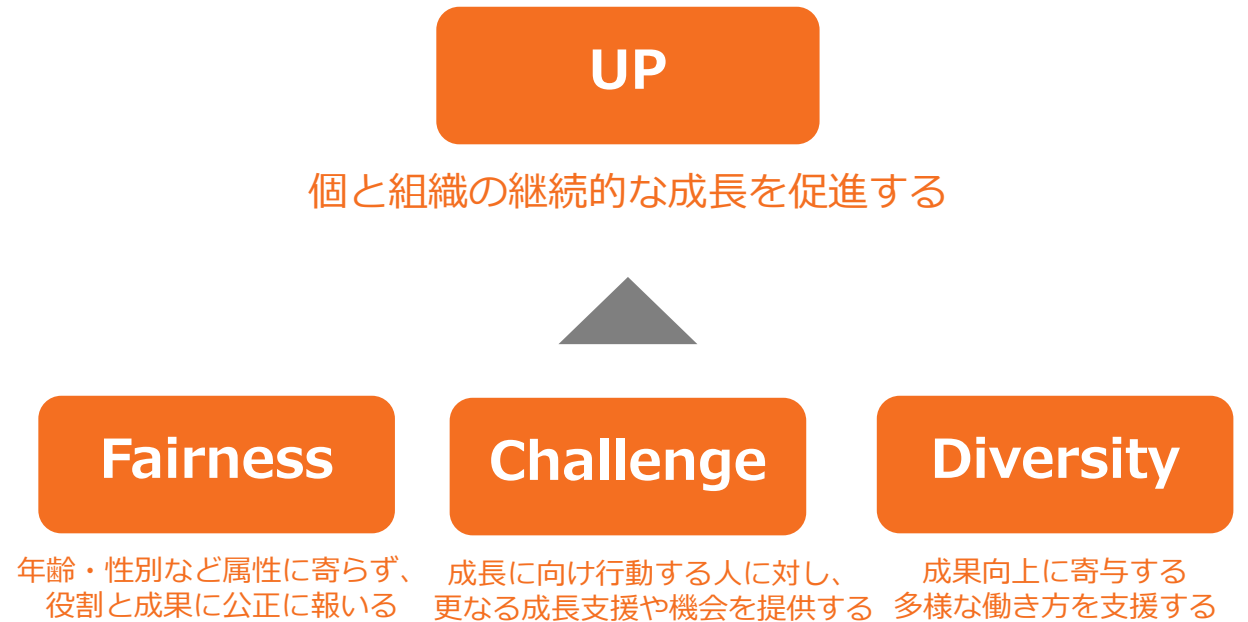 UP
個と組織の継続的な成長を促進する
Fairness
年齢・性別など属性に寄らず、
役割と成果に公正に報いる
Challenge
成長に向け行動する人に対し、
更なる成長支援や機会を提供する
Diversity
成果向上に寄与する
多様な働き方を支援する